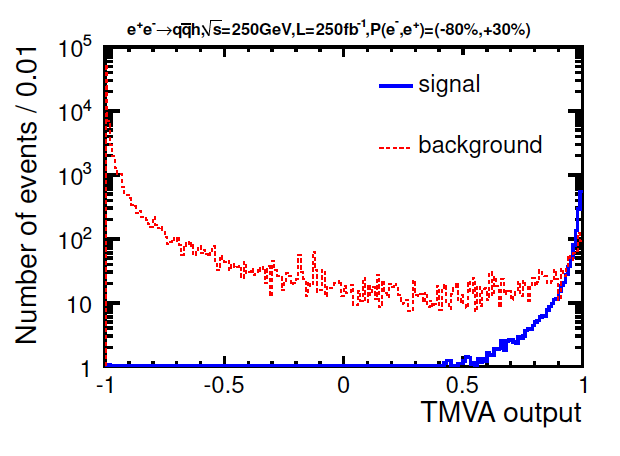 e⁺e⁻→qq̅h,√s=250GeV,L=250fb⁻¹,P(e⁻,e⁺)=(-80%,+30%)
Number of events / 0.01
10⁵
10⁴
10³
10²
10
1
signal
background
-1 -0.5 0 0.5 1
TMVA output